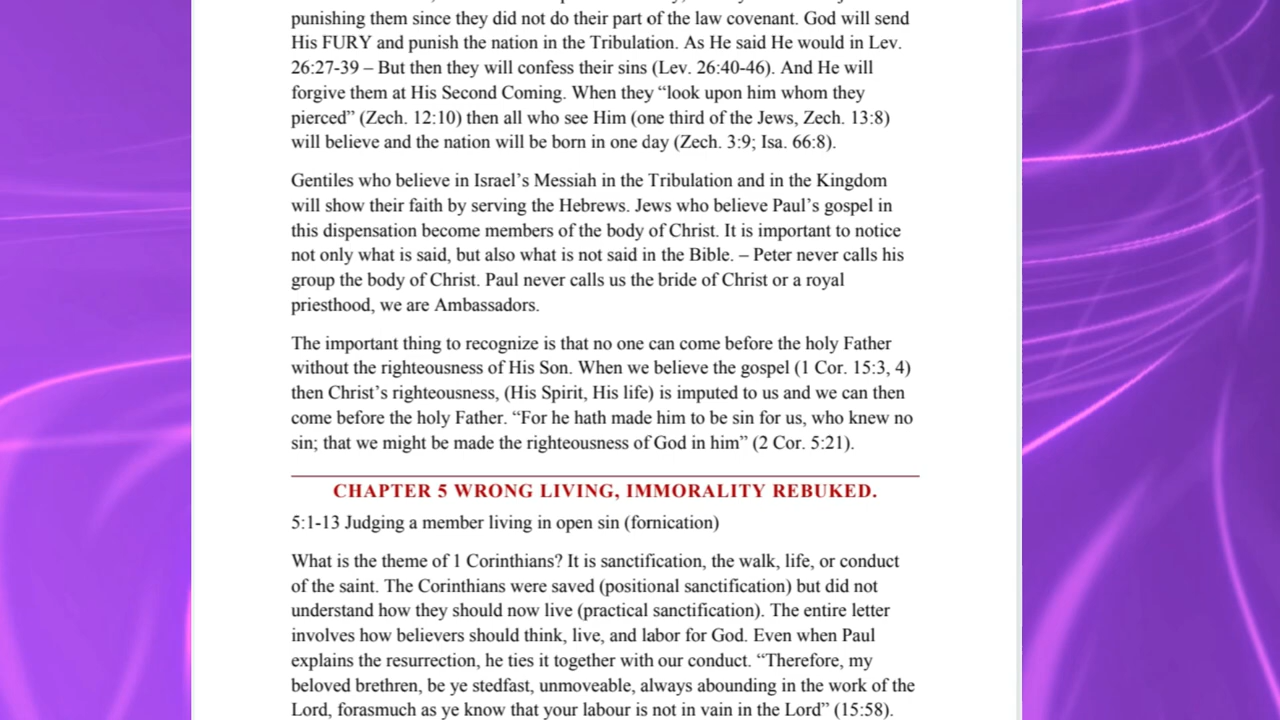 punishing them since they did not do their part of the law covenant. God will send
His FURY and punish the nation in the Tribulation. As He said He would in Lev.
26:27-39 – But then they will confess their sins (Lev. 26:40-46). And He will
forgive them at His Second Coming. When they “look upon him whom they
pierced” (Zech. 12:10) then all who see Him (one third of the Jews, Zech. 13:8)
will believe and the nation will be born in one day (Zech. 3:9; Isa. 66:8).
Gentiles who believe in Israel’s Messiah in the Tribulation and in the Kingdom
will show their faith by serving the Hebrews. Jews who believe Paul’s gospel in
this dispensation become members of the body of Christ. It is important to notice
not only what is said, but also what is not said in the Bible. – Peter never calls his
group the body of Christ. Paul never calls us the bride of Christ or a royal
priesthood, we are Ambassadors.
The important thing to recognize is that no one can come before the holy Father
without the righteousness of His Son. When we believe the gospel (1 Cor. 15:3, 4)
then Christ’s righteousness, (His Spirit, His life) is imputed to us and we can then
come before the holy Father. “For he hath made him to be sin for us, who knew no
sin; that we might be made the righteousness of God in him” (2 Cor. 5:21).
CHAPTER 5 WRONG LIVING, IMMORALITY REBUKED.
5:1-13 Judging a member living in open sin (fornication)
What is the theme of 1 Corinthians? It is sanctification, the walk, life, or conduct
of the saint. The Corinthians were saved (positional sanctification) but did not
understand how they should now live (practical sanctification). The entire letter
involves how believers should think, live, and labor for God. Even when Paul
explains the resurrection, he ties it together with our conduct. “Therefore, my
beloved brethren, be ye stedfast, unmoveable, always abounding in the work of the
Lord, forasmuch as ye know that your labour is not in vain in the Lord” (15:58).